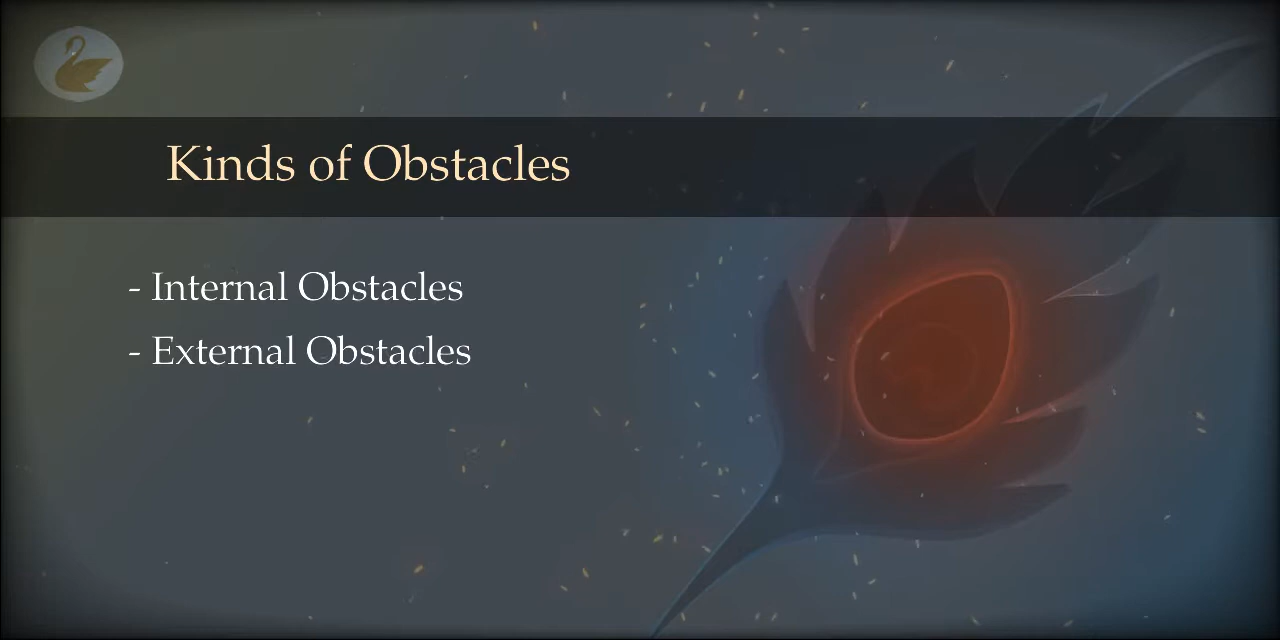 Kinds of Obstacles
- Internal Obstacles
- External Obstacles